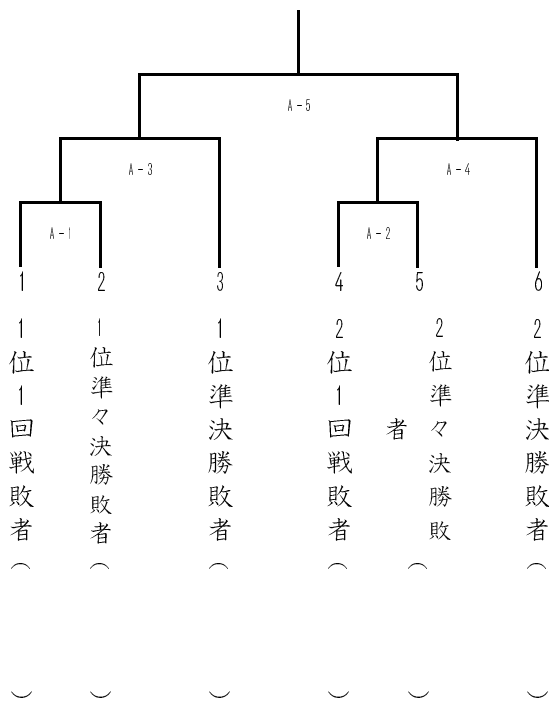 A-5
A-3
A-4
A-1
A-2
1
2
3
4
5
6
1位1回戦敗者
1位準々決勝敗者
1位準決勝敗者
2位1回戦敗者
2位準々決勝敗
者
2位準決勝敗者
（ ）
（ ）
（ ）
（ ）
（ ）
（ ）